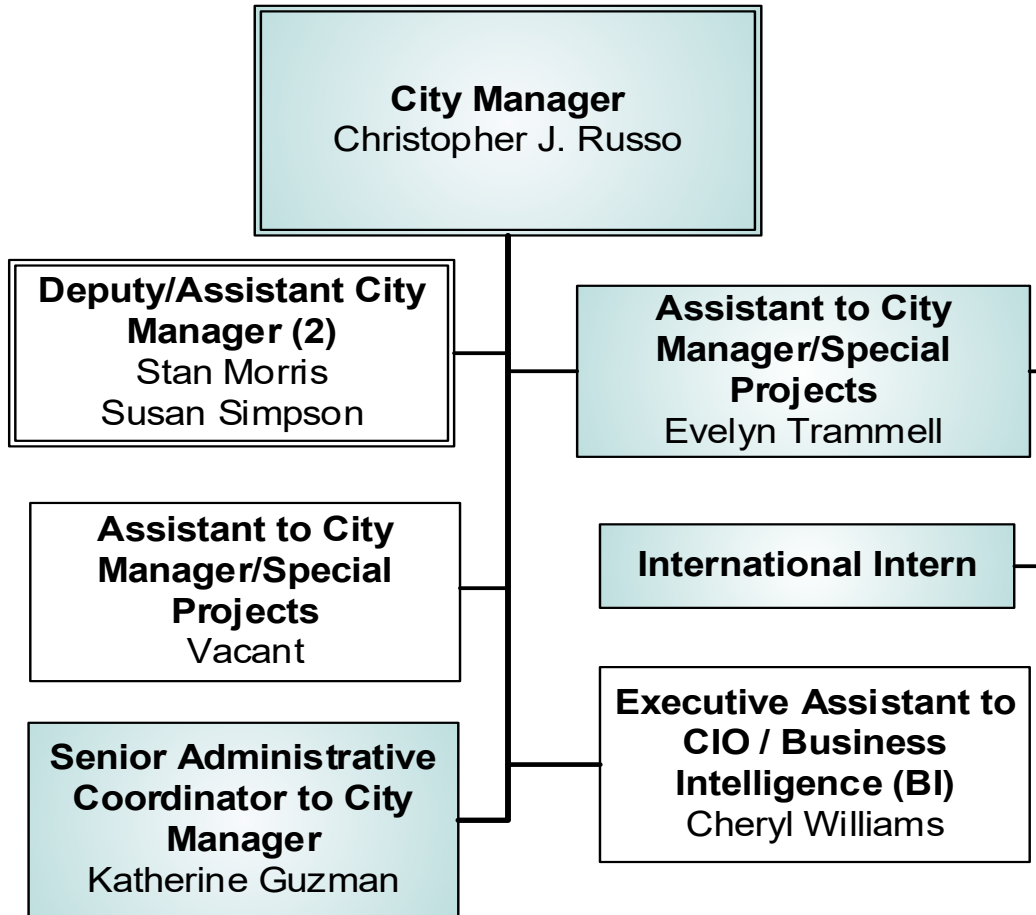 City Manager
Christopher J. Russo
Deputy/Assistant City
Manager (2)
Stan Morris
Susan Simpson
Assistant to City
Manager/Special
Projects
Evelyn Trammell
Assistant to City
Manager/Special
Projects
Vacant
International Intern
Senior Administrative
Coordinator to City
Manager
Katherine Guzman
Executive Assistant to
CIO / Business
Intelligence (BI)
Cheryl Williams